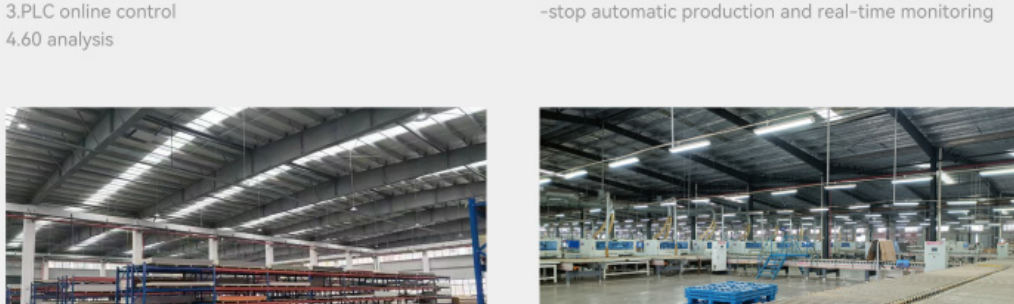 3.PLC online control
4.60 analysis
-stop automatic production and real-time monitoring